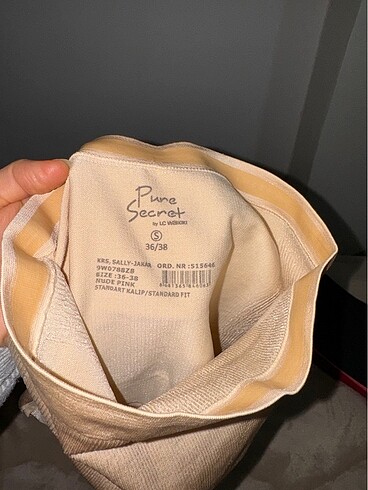 Pure
Secret
by LC WAIKIKI
S
36/38
KRS, SALLY-JAKAR ORD. NR :515646
9W0788Z8
SIZE :36-38
NUDE PINK
STANDART KALIP/STANDARD FIT